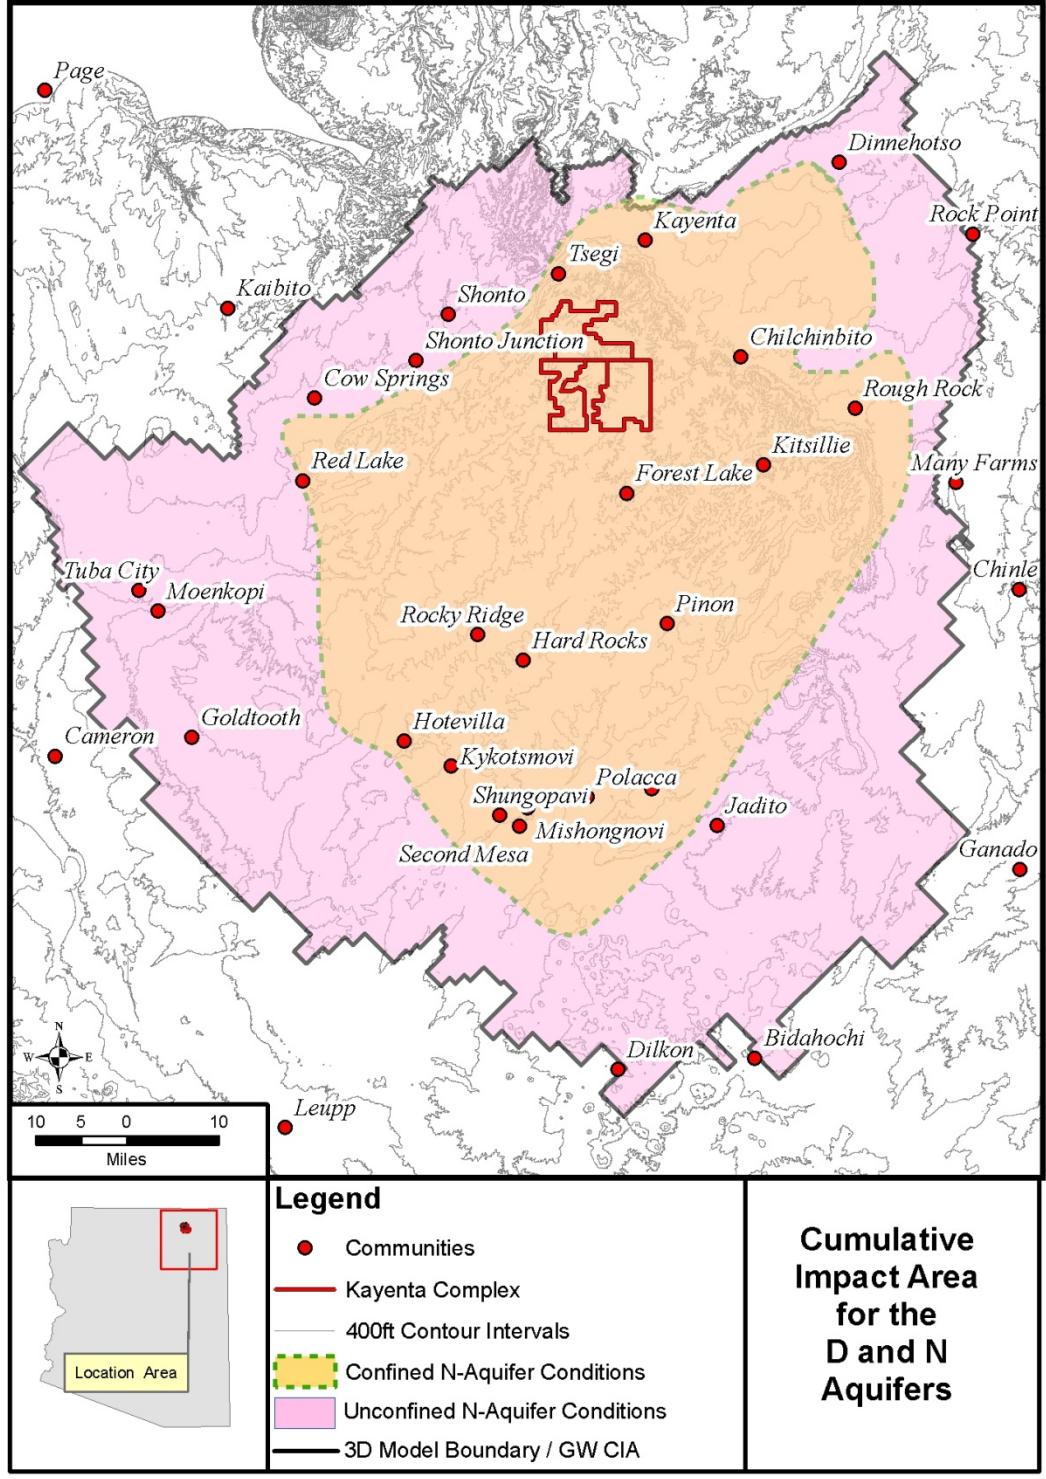 Page
Dinnehotso
Rock Point
Kayenta
Tsegi
Kaibito
Shonto
Shonto Junction
Chilchinbito
Cow Springs
Rough Rock
Kitsillie
Many Farms
Red Lake
Forest Lake
Tuba City
Chinle
Moenkopi
Pinon
Rocky Ridge
Hard Rocks
Goldtooth
Hotevilla
Cameron
Kykotsmovi
Polacca
Shungopavi
Jadito
Mishongnovi
Second Mesa
Ganado
N
W
E
S
Bidahochi
Dilkon
Leupp
10 5 0 10
Miles
Location Area
Legend
Communities
Kayenta Complex
400ft Contour Intervals
Confined N-Aquifer Conditions
Unconfined N-Aquifer Conditions
3D Model Boundary / GW CIA
Cumulative
Impact Area
for the
D and N
Aquifers